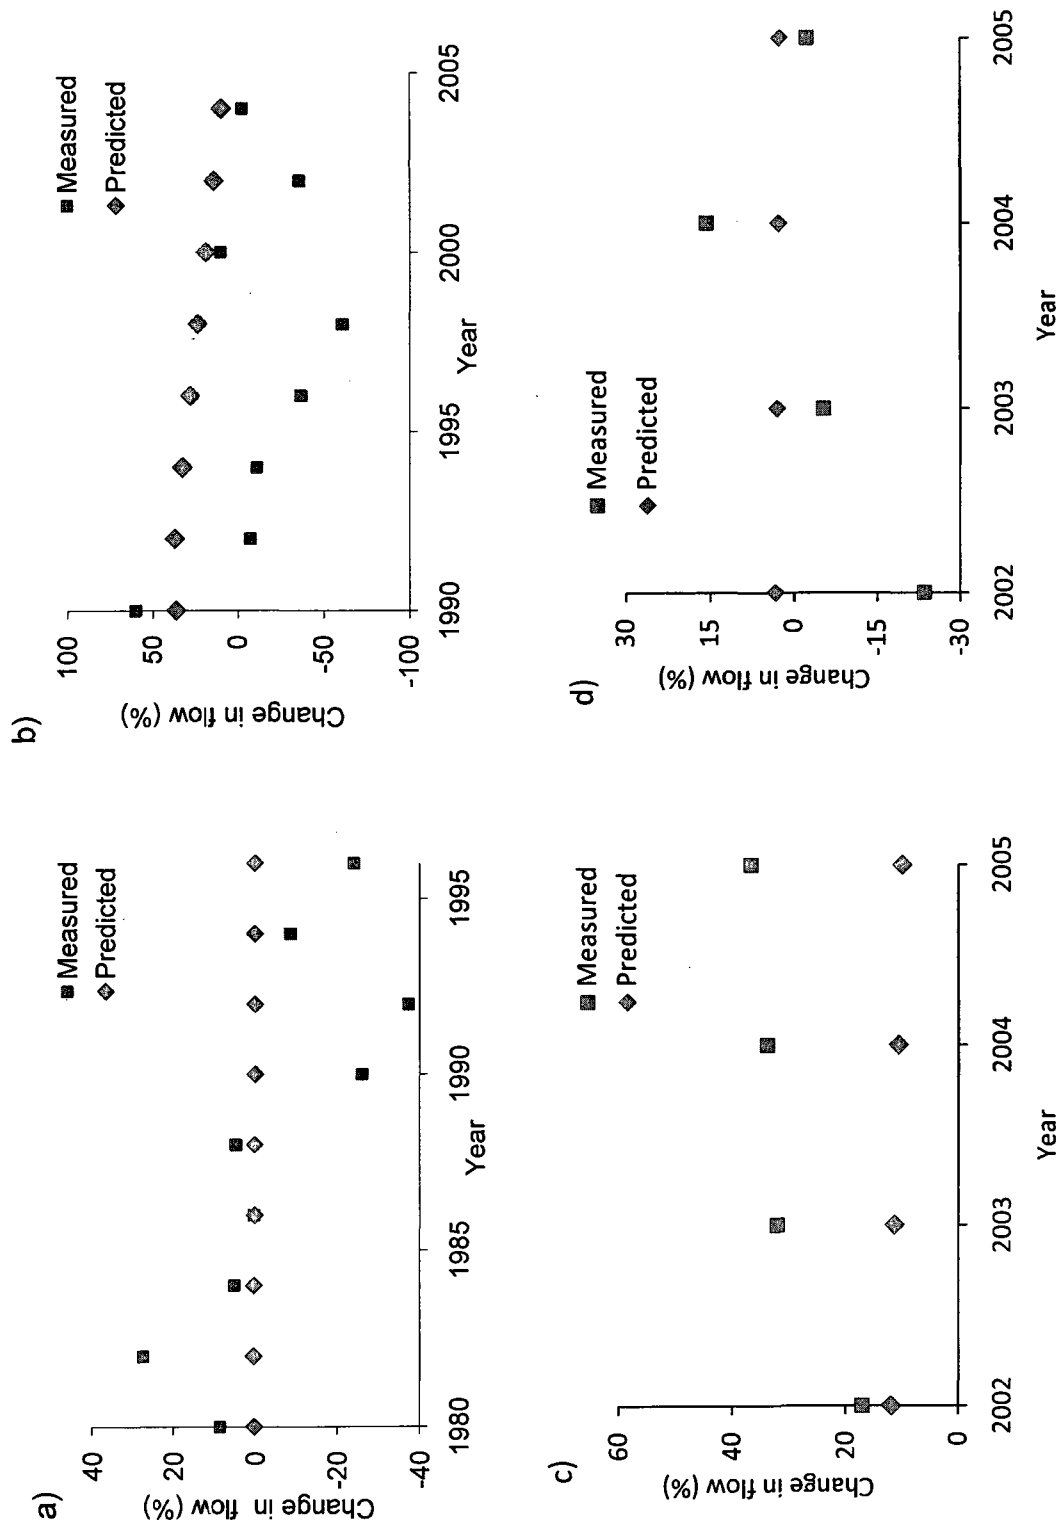 a)
Measured
Predicted
Change in flow (%)
40
20
0
-20
-40
1980
1985
1990
1995
Year
b)
Measured
Predicted
Change in flow (%)
100
50
0
-50
-100
1990
1995
2000
2005
Year
c)
Measured
Predicted
Change in flow (%)
60
40
20
0
2002
2003
2004
2005
Year
d)
Measured
Predicted
Change in flow (%)
30
15
0
-15
-30
2002
2003
2004
2005
Year